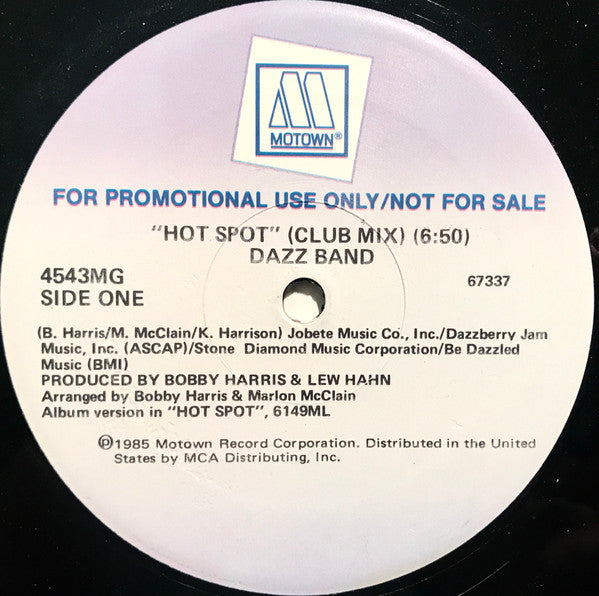 MOTOWN®
FOR PROMOTIONAL USE ONLY/NOT FOR SALE
"HOT SPOT" (CLUB MIX) (6:50)
DAZZ BAND
4543MG
SIDE ONE
67337
(B. Harris/M. McClain/K. Harrison) Jobete Music Co., Inc./Dazzberry Jam
Music, Inc. (ASCAP)/Stone Diamond Music Corporation/Be Dazzled
Music (BMI)
PRODUCED BY BOBBY HARRIS & LEW HAHN
Arranged by Bobby Harris & Marlon McClain
Album version in "HOT SPOT", 6149ML
℗1985 Motown Record Corporation. Distributed in the United
States by MCA Distributing, Inc.